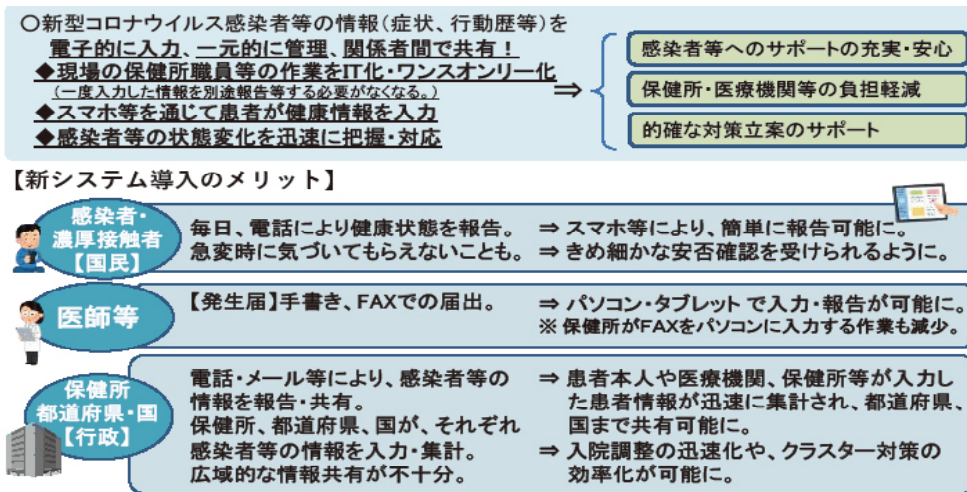 ○新型コロナウイルス感染者等の情報(症状、行動歴等)を
電子的に入力、一元的に管理、関係者間で共有！
◆現場の保健所職員等の作業をIT化・ワンスオンリー化
(一度入力した情報を別途報告等する必要がなくなる。)
◆スマホ等を通じて患者が健康情報を入力
◆感染者等の状態変化を迅速に把握・対応
⇒
感染者等へのサポートの充実・安心
保健所・医療機関等の負担軽減
的確な対策立案のサポート
【新システム導入のメリット】
感染者・
濃厚接触者
【国民】
毎日、電話により健康状態を報告。
急変時に気づいてもらえないことも。
⇒ スマホ等により、簡単に報告可能に。
⇒ きめ細かな安否確認を受けられるように。
医師等
【発生届】手書き、FAXでの届出。
⇒ パソコン・タブレット で入力・報告が可能に。
※ 保健所がFAXをパソコンに入力する作業も減少。
保健所
都道府県・国
【行政】
電話・メール等により、感染者等の
情報を報告・共有。
保健所、都道府県、国が、それぞれ
感染者等の情報を入力・集計。
広域的な情報共有が不十分。
⇒ 患者本人や医療機関、保健所等が入力し
た患者情報が迅速に集計され、都道府県、
国まで共有可能に。
⇒ 入院調整の迅速化や、クラスター対策の
効率化が可能に。